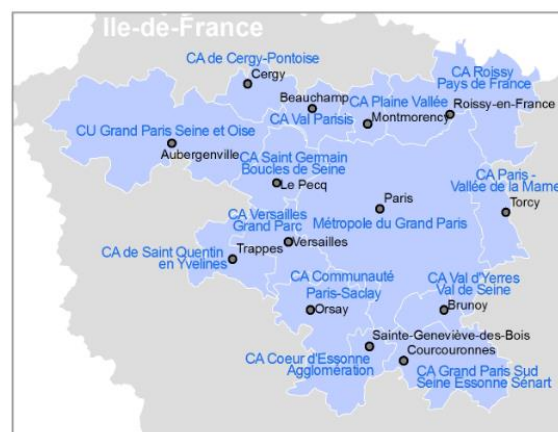 Ile-de-France
CA de Cergy-Pontoise
Cergy
CA Roissy
Pays de France
Beauchamp
CA Plaine Vallée
Roissy-en-France
CA Val Parisis
Montmorency
CU Grand Paris Seine et Oise
Aubergenville
CA Saint Germain
Boucles de Seine
Le Pecq
CA Paris -
Vallée de la Marne
Torcy
Paris
Métropole du Grand Paris
CA Versailles
Grand Parc
Versailles
Trappes
CA de Saint Quentin
en Yvelines
CA Communauté
Paris-Saclay
Orsay
CA Val d'Yerres
Val de Seine
Brunoy
Sainte-Geneviève-des-Bois
Courcouronnes
CA Coeur d'Essonne
Agglomération
CA Grand Paris Sud
Seine Essonne Sénart